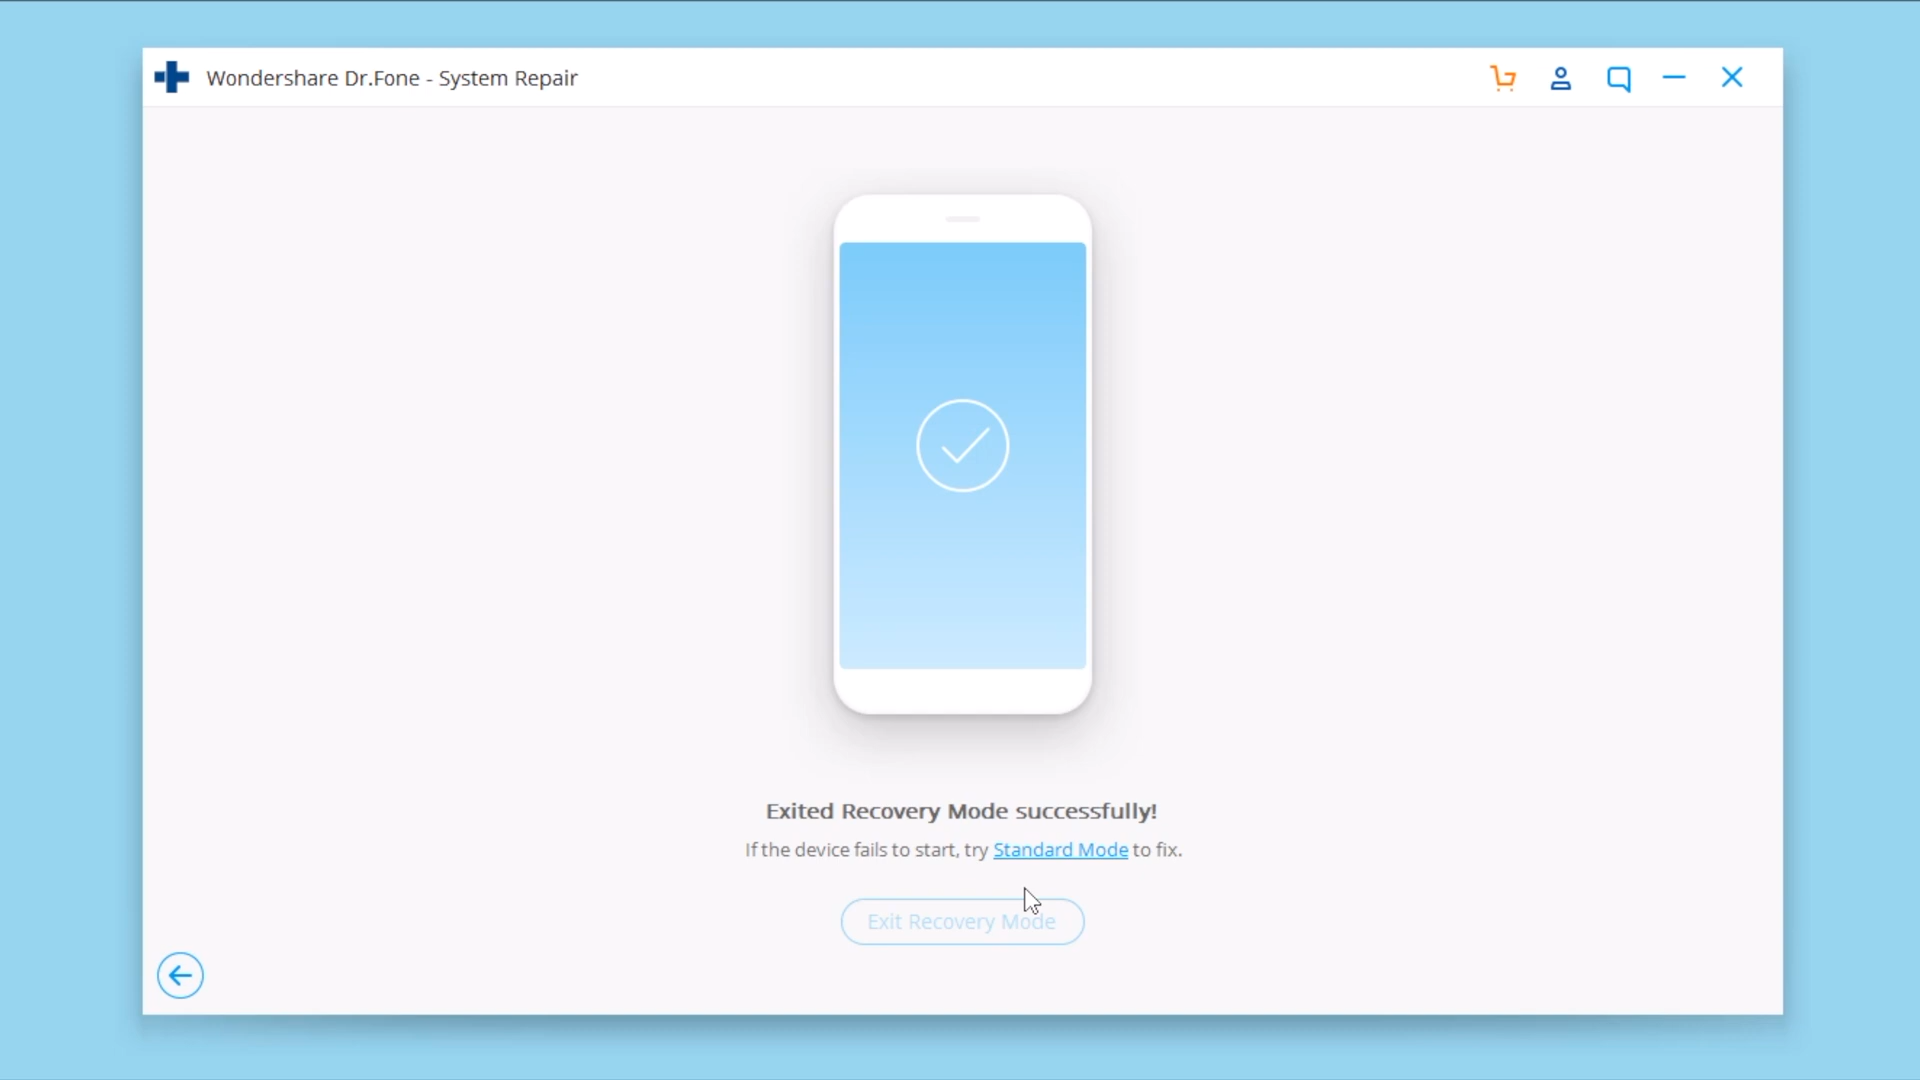 Wondershare Dr.Fone - System Repair
Exited Recovery Mode successfully!
If the device fails to start, try Standard Mode to fix.
Exit Recovery Mode